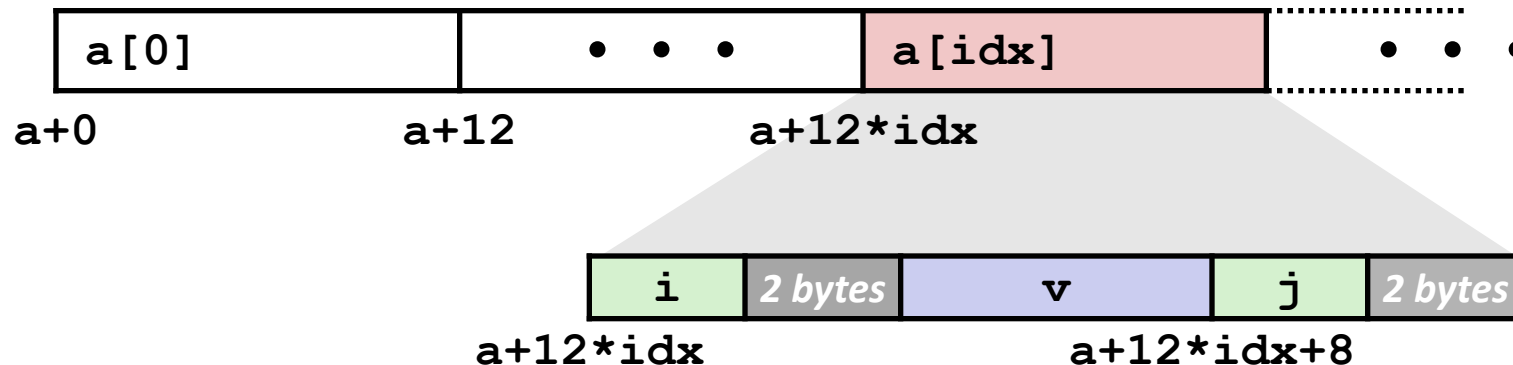 a[0] • • • a[idx] • • •
a+0 a+12 a+12*idx
i 2 bytes v j 2 bytes
a+12*idx a+12*idx+8